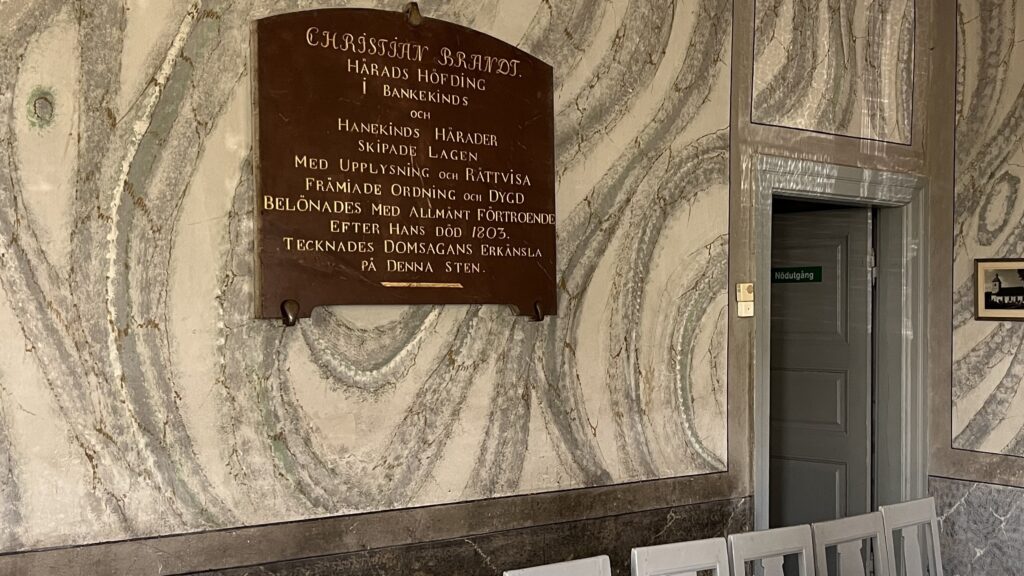 CHRISTIAN BRANDT.
HÄRADS HÖFDING
I BANKEKINDS
OCH
HANEKINDS HÄRADER
SKIPADE LAGEN
MED UPPLYSNING OCH RÄTTVISA
FRÄMIADE ORDNING OCH DYGD
BELÖNADES MED ALLMÄNT FÖRTROENDE
EFTER HANS DÖD 1803.
TECKNADES DOMSAGANS ERKÄNSLA
PÅ DENNA STEN.
Nödutgång